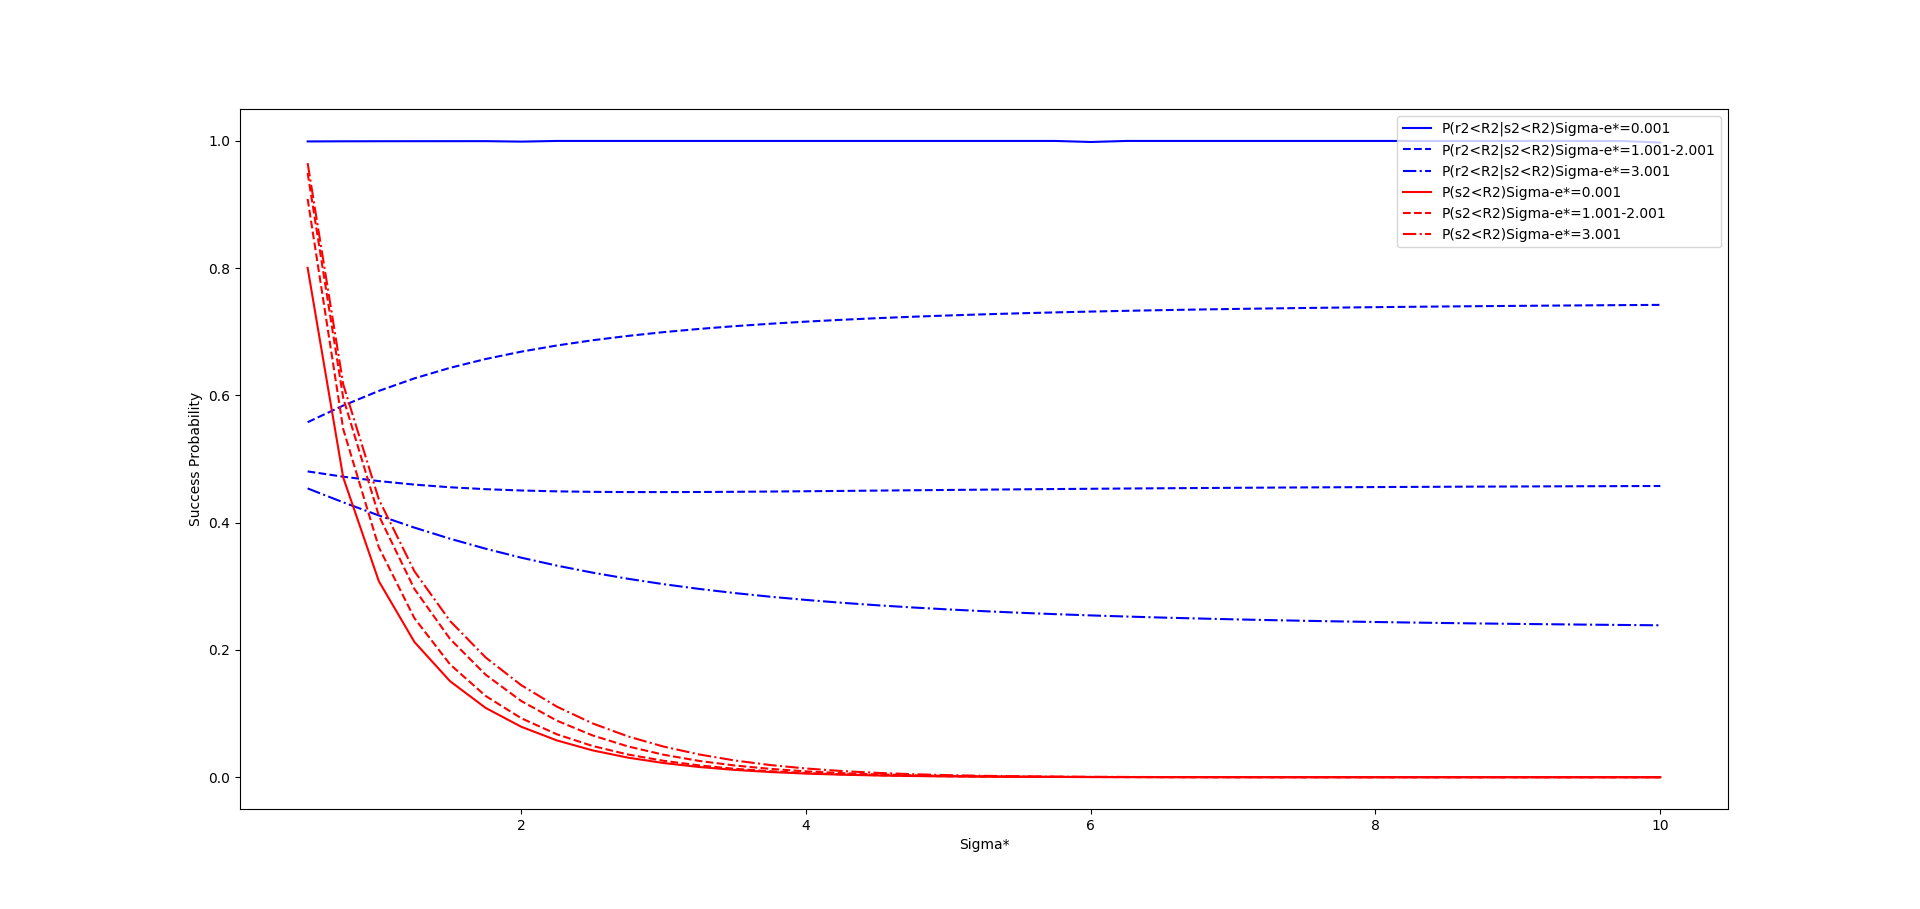 1.0
0.8
0.6
0.4
0.2
0.0
Success Probability
P(r2<R2|s2<R2)Sigma-e*=0.001
P(r2<R2|s2<R2)Sigma-e*=1.001-2.001
P(r2<R2|s2<R2)Sigma-e*=3.001
P(s2<R2)Sigma-e*=0.001
P(s2<R2)Sigma-e*=1.001-2.001
P(s2<R2)Sigma-e*=3.001
2 4 6 8 10
Sigma*